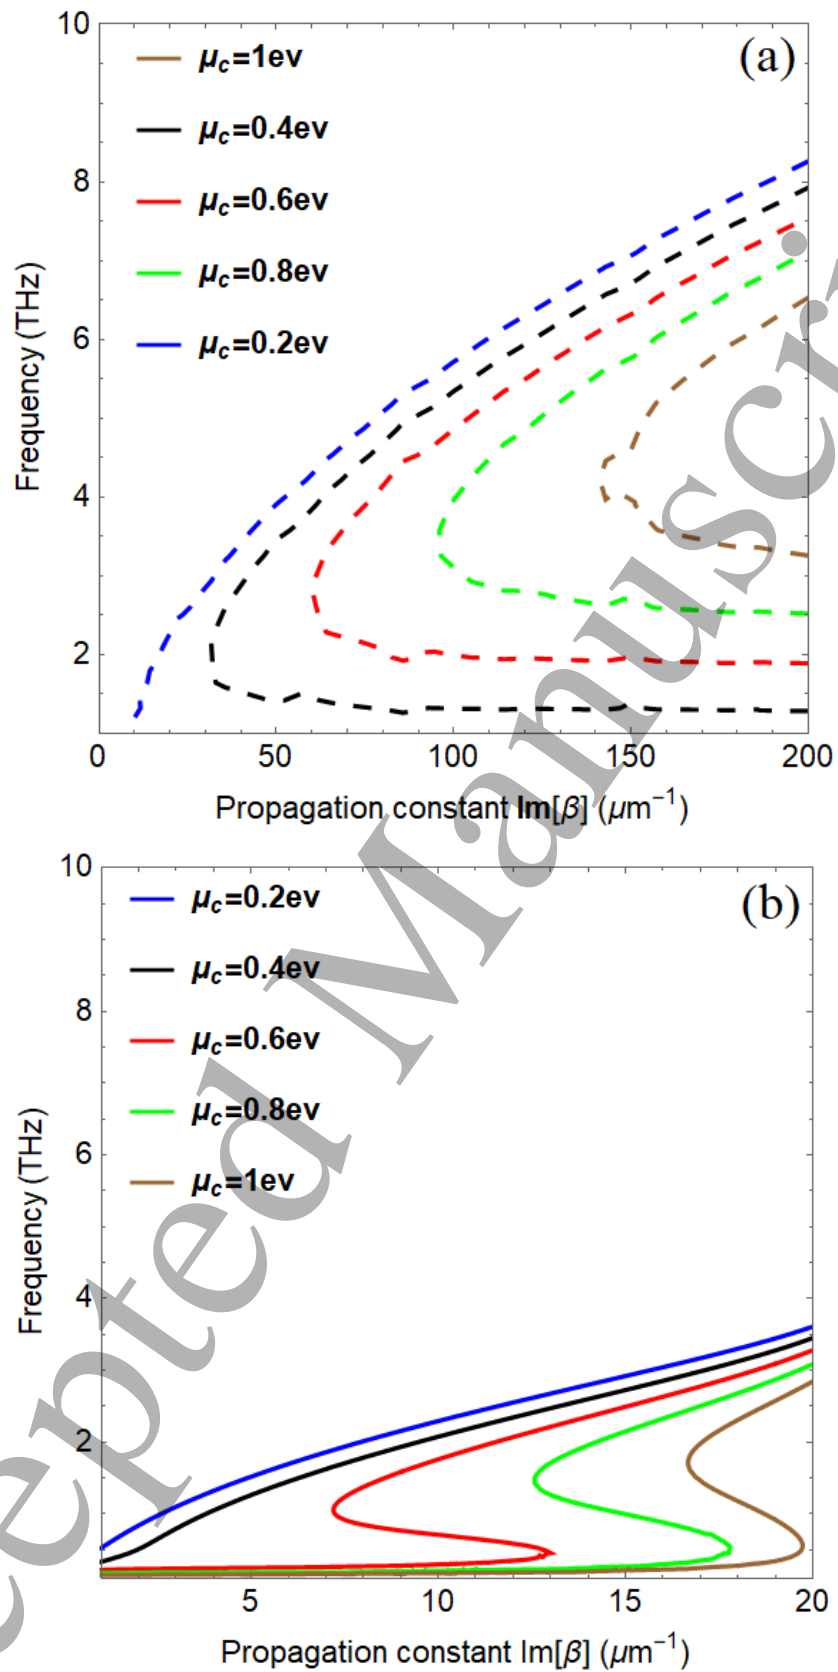 (a)
μc=1ev
μc=0.4ev
μc=0.6ev
μc=0.8ev
μc=0.2ev
Frequency (THz)
10
8
6
4
2
0 50 100 150 200
Propagation constant Im[β] (μm⁻¹)
(b)
μc=0.2ev
μc=0.4ev
μc=0.6ev
μc=0.8ev
μc=1ev
Frequency (THz)
10
8
6
4
2
5 10 15 20
Propagation constant Im[β] (μm⁻¹)
epted Manuscri